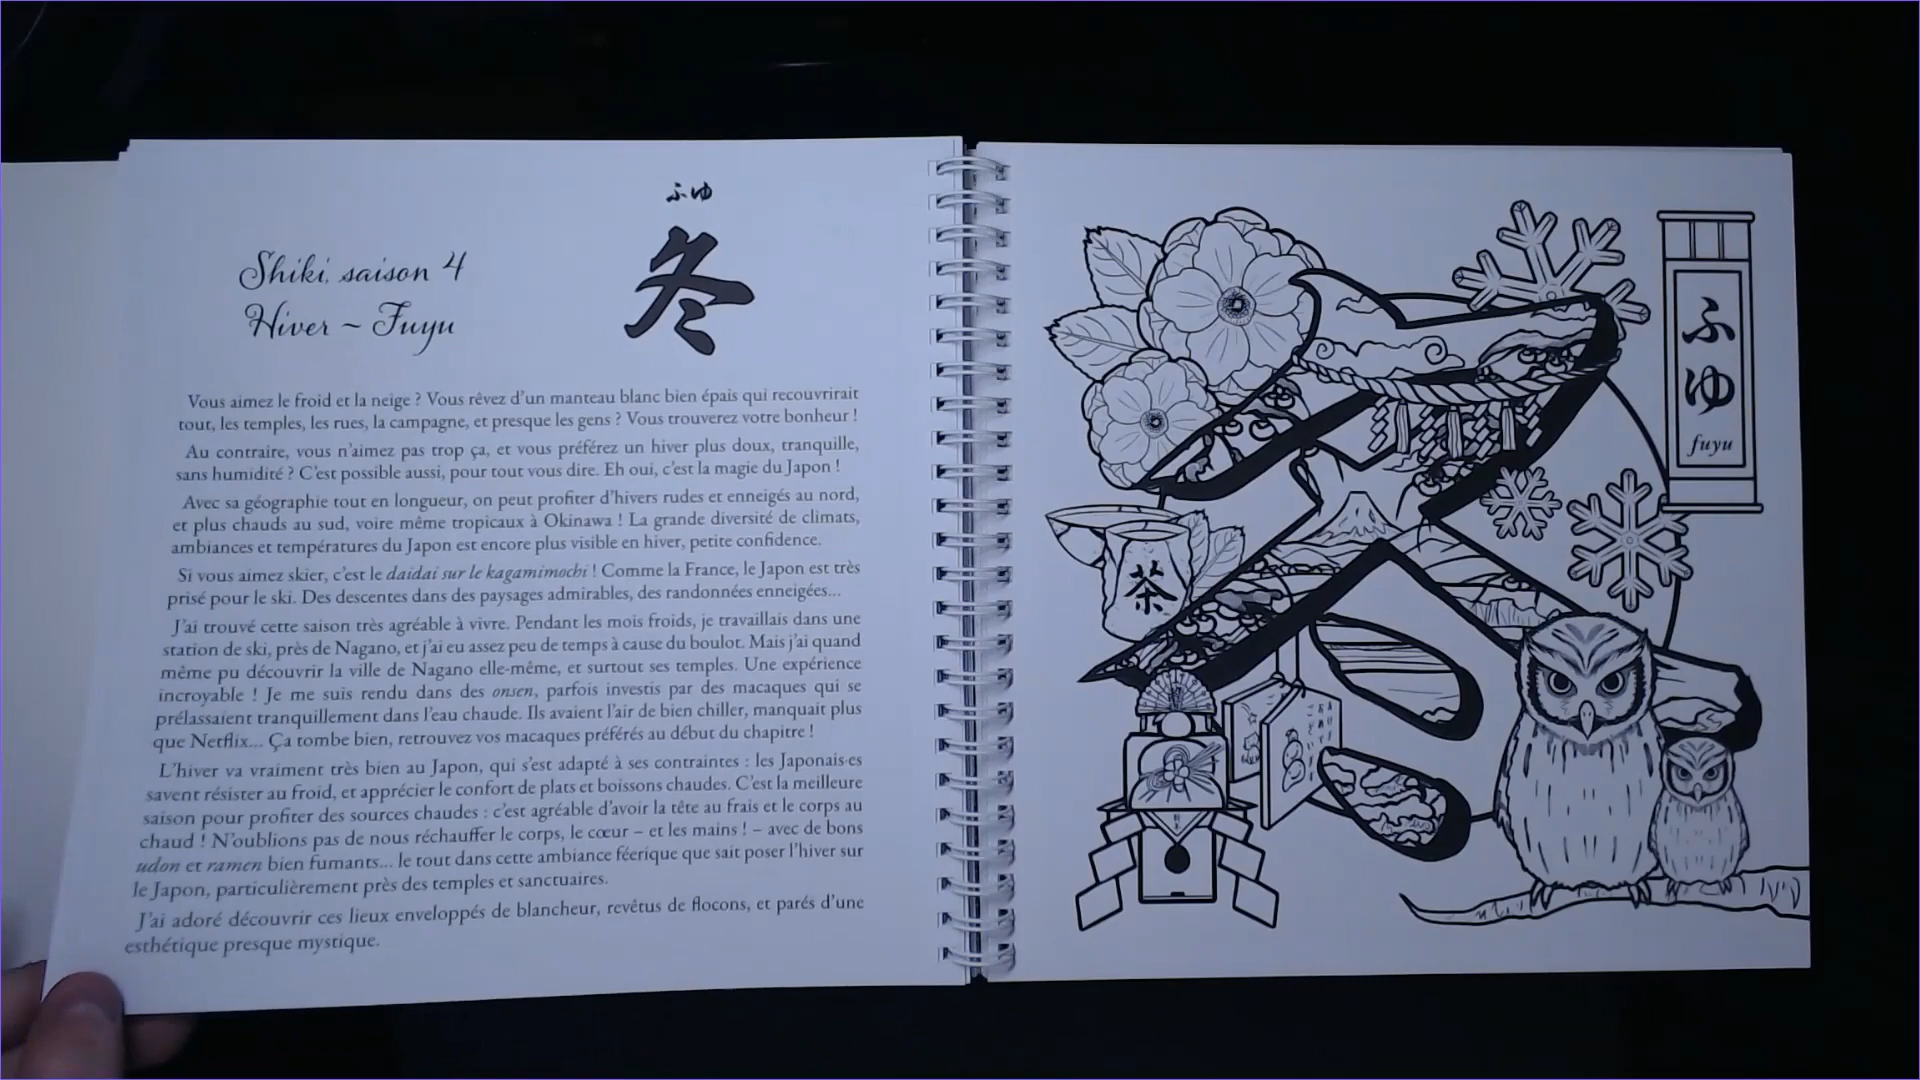 ふゆ
冬
Shiki, saison 4
Hiver ~ Fuyu
Vous aimez le froid et la neige ? Vous rêvez d'un manteau blanc bien épais qui recouvrirait
tout, les temples, les rues, la campagne, et presque les gens ? Vous trouverez votre bonheur !
Au contraire, vous n'aimez pas trop ça, et vous préférez un hiver plus doux, tranquille,
sans humidité ? C'est possible aussi, pour tout vous dire. Eh oui, c'est la magie du Japon !
Avec sa géographie tout en longueur, on peut profiter d'hivers rudes et enneigés au nord,
et plus chauds au sud, voire même tropicaux à Okinawa ! La grande diversité de climats,
ambiances et températures du Japon est encore plus visible en hiver, petite confidence.
Si vous aimez skier, c'est le daidai sur le kagamimochi ! Comme la France, le Japon est très
prisé pour le ski. Des descentes dans des paysages admirables, des randonnées enneigées...
J'ai trouvé cette saison très agréable à vivre. Pendant les mois froids, je travaillais dans une
station de ski, près de Nagano, et j'ai eu assez peu de temps à cause du boulot. Mais j'ai quand
même pu découvrir la ville de Nagano elle-même, et surtout ses temples. Une expérience
incroyable ! Je me suis rendu dans des onsen, parfois investis par des macaques qui se
prélassaient tranquillement dans l'eau chaude. Ils avaient l'air de bien chiller, manquait plus
que Netflix... Ça tombe bien, retrouvez vos macaques préférés au début du chapitre !
L'hiver va vraiment très bien au Japon, qui s'est adapté à ses contraintes : les Japonais·es
savent résister au froid, et apprécier le confort de plats et boissons chaudes. C'est la meilleure
saison pour profiter des sources chaudes : c'est agréable d'avoir la tête au frais et le corps au
chaud ! N'oublions pas de nous réchauffer le corps, le cœur – et les mains ! – avec de bons
udon et ramen bien fumants... le tout dans cette ambiance féerique que sait poser l'hiver sur
le Japon, particulièrement près des temples et sanctuaires.
J'ai adoré découvrir ces lieux enveloppés de blancheur, revêtus de flocons, et parés d'une
esthétique presque mystique.
冬
ふゆ
fuyu
茶